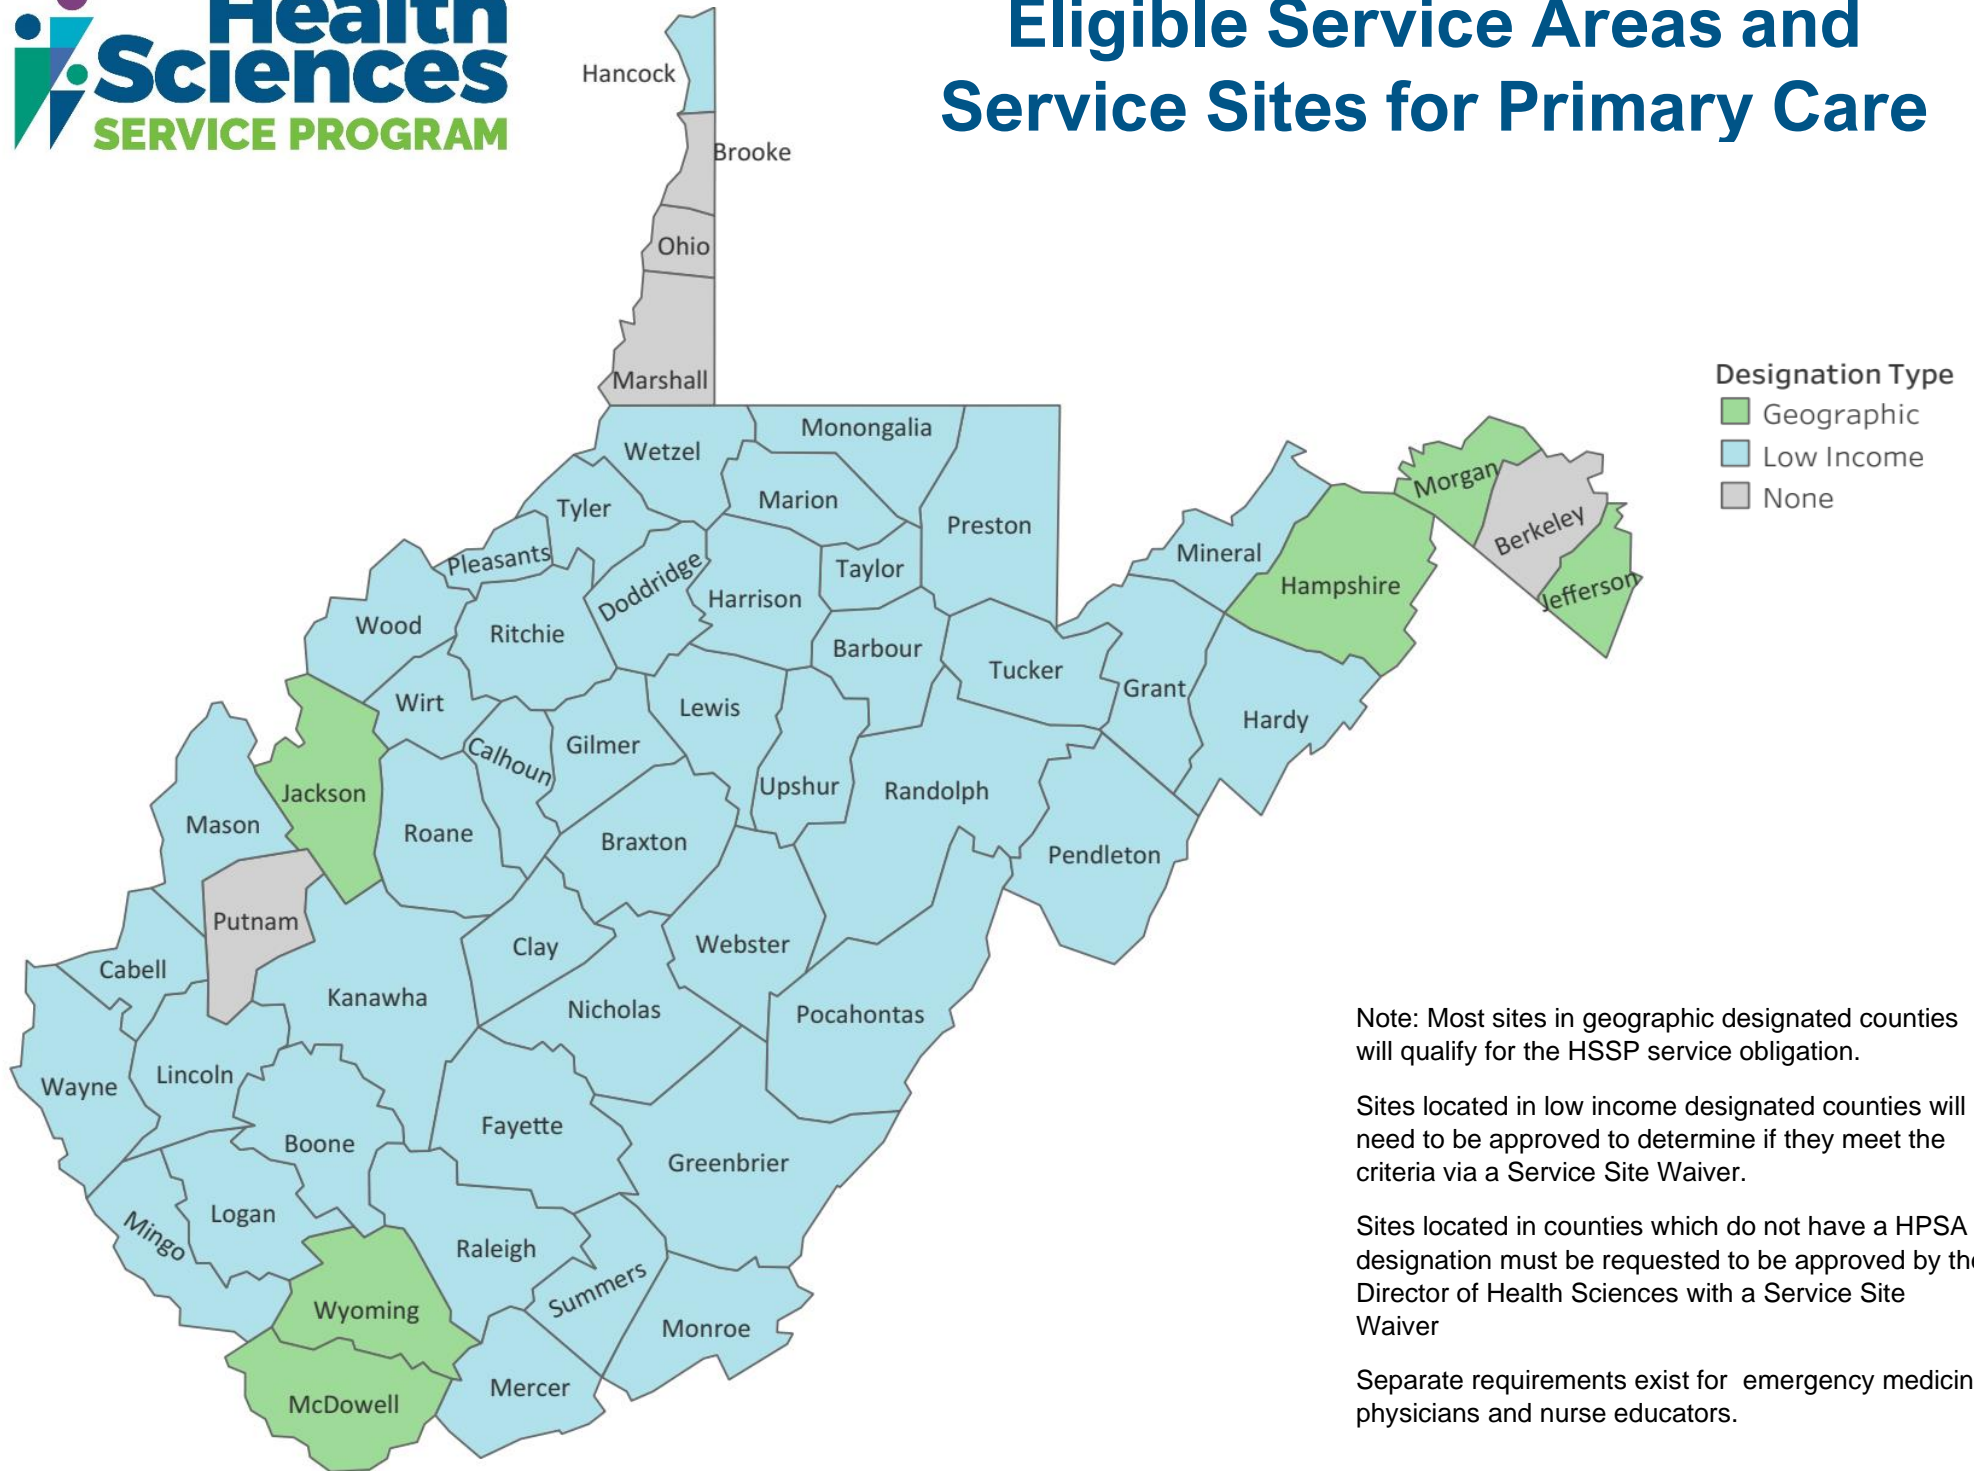 Health
Sciences
SERVICE PROGRAM
Eligible Service Areas and
Service Sites for Primary Care
Hancock
Brooke
Ohio
Marshall
Designation Type
Geographic
Low Income
None
Wetzel
Monongalia
Marion
Preston
Tyler
Pleasants
Doddridge
Harrison
Taylor
Mineral
Hampshire
Morgan
Berkeley
Jefferson
Wood
Ritchie
Barbour
Tucker
Grant
Hardy
Wirt
Calhoun
Gilmer
Lewis
Upshur
Randolph
Pendleton
Jackson
Mason
Roane
Braxton
Putnam
Clay
Webster
Cabell
Kanawha
Nicholas
Pocahontas
Wayne
Lincoln
Boone
Fayette
Greenbrier
Mingo
Logan
Raleigh
Summers
Monroe
Wyoming
McDowell
Mercer
Note: Most sites in geographic designated counties
will qualify for the HSSP service obligation.
Sites located in low income designated counties will
need to be approved to determine if they meet the
criteria via a Service Site Waiver.
Sites located in counties which do not have a HPSA
designation must be requested to be approved by the
Director of Health Sciences with a Service Site
Waiver
Separate requirements exist for emergency medicin
physicians and nurse educators.